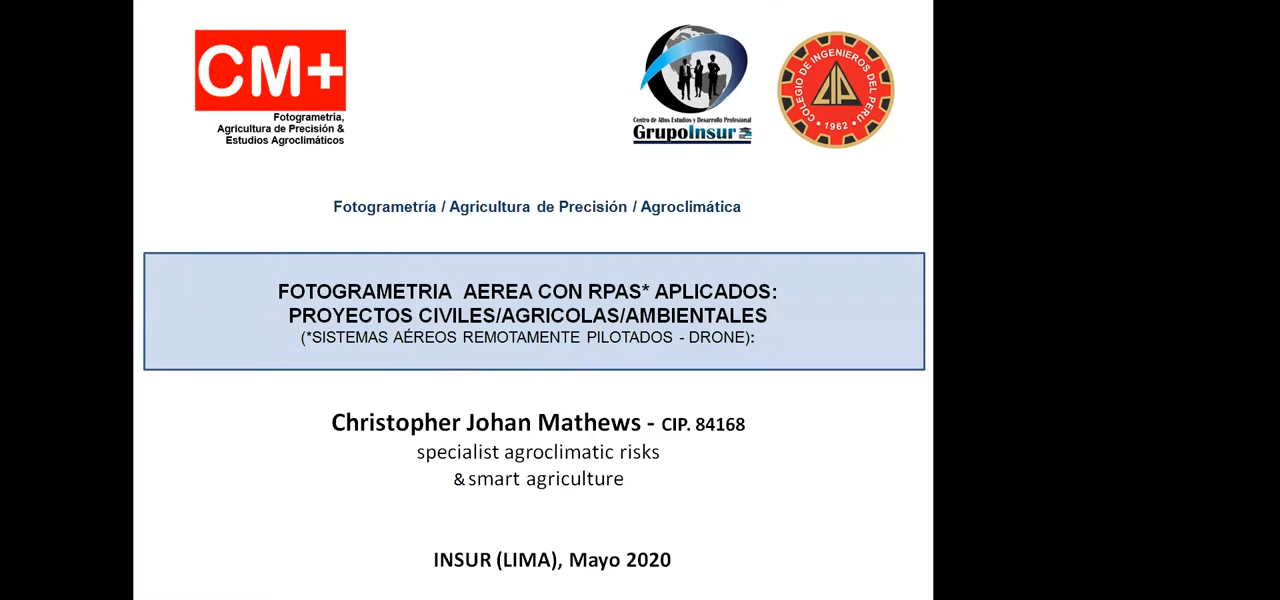 CM+
Fotogrametría,
Agricultura de Precisión &
Estudios Agroclimáticos
Centro de Altos Estudios y Desarrollo Profesional
GrupoInsur
COLEGIO DE INGENIEROS DEL PERU
CIP
• 1962 •
Fotogrametría / Agricultura de Precisión / Agroclimática
FOTOGRAMETRIA AEREA CON RPAS* APLICADOS:
PROYECTOS CIVILES/AGRICOLAS/AMBIENTALES
(*SISTEMAS AÉREOS REMOTAMENTE PILOTADOS - DRONE):
Christopher Johan Mathews - CIP. 84168
specialist agroclimatic risks
& smart agriculture
INSUR (LIMA), Mayo 2020